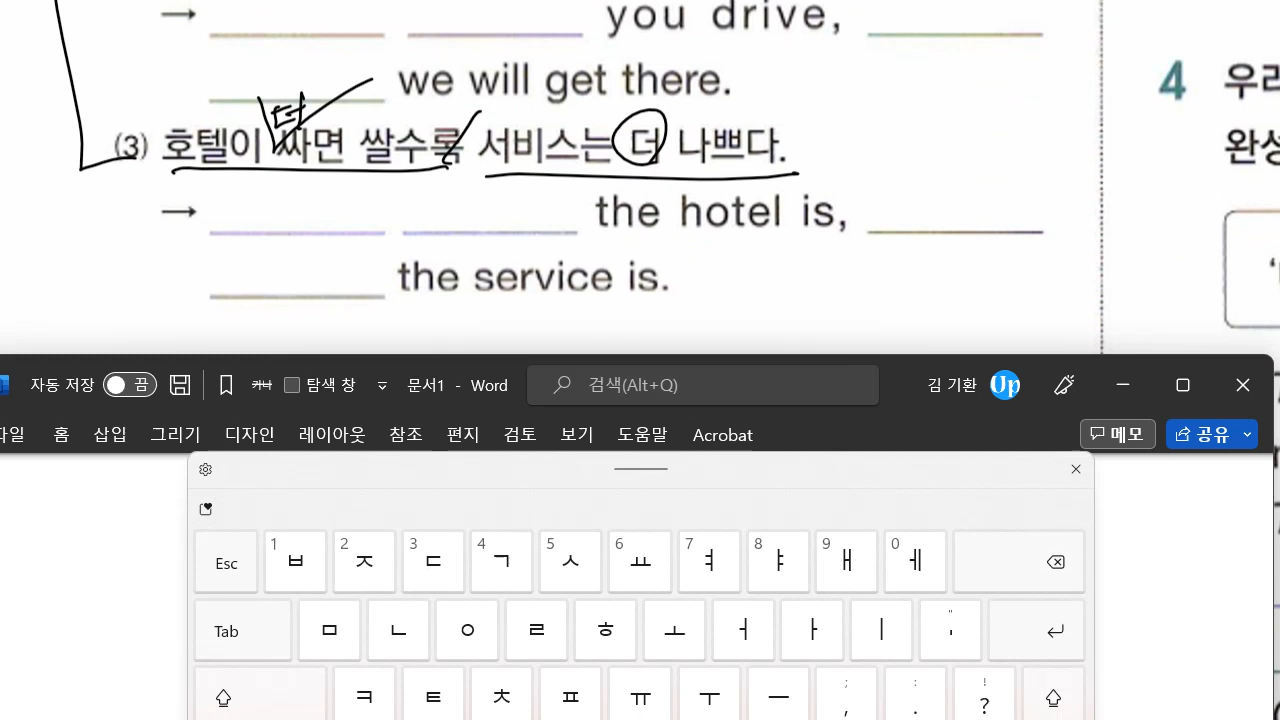 → you drive,
we will get there.
더
(3) 호텔이 싸면 쌀수록 서비스는 더 나쁘다.
→ the hotel is,
the service is.
4 우리
완성
자동 저장 끔 가나 탐색 창 문서1 - Word 검색(Alt+Q) 김 기환 Up
파일 홈 삽입 그리기 디자인 레이아웃 참조 편지 검토 보기 도움말 Acrobat 메모 공유
Esc 1 ㅂ 2 ㅈ 3 ㄷ 4 ㄱ 5 ㅅ 6 ㅛ 7 ㅕ 8 ㅑ 9 ㅐ 0 ㅔ
Tab ㅁ ㄴ ㅇ ㄹ ㅎ ㅗ ㅓ ㅏ ㅣ " '
ㅋ ㅌ ㅊ ㅍ ㅠ ㅜ ㅡ ; , : . ! ?